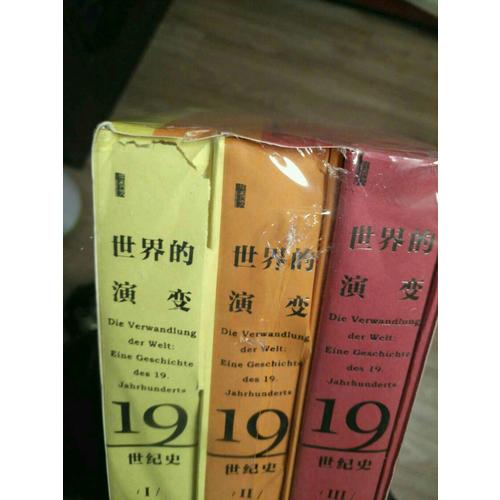 世界的
演变
Die Verwandlung
der Welt:
Eine Geschichte
des 19.
Jahrhunderts
19
世纪史
/I/
世界的
演变
Die Verwandlung
der Welt:
Eine Geschichte
des 19.
Jahrhunderts
19
世纪史
/II/
世界的
演变
Die Verwandlung
der Welt:
Eine Geschichte
des 19.
Jahrhunderts
19
世纪史
/III/